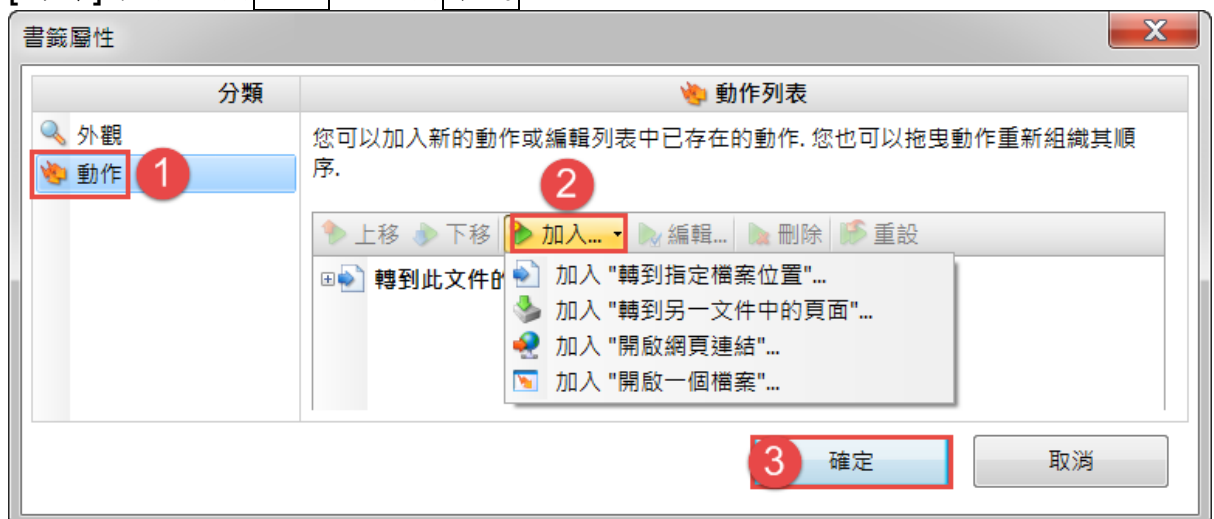 書籤屬性
X
分類
動作列表
外觀
動作
1
您可以加入新的動作或編輯列表中已存在的動作. 您也可以拖曳動作重新組織其順
序.
2
上移 下移 加入... 編輯... 刪除 重設
轉到此文件的
加入 "轉到指定檔案位置"...
加入 "轉到另一文件中的頁面"...
加入 "開啟網頁連結"...
加入 "開啟一個檔案"...
3
確定
取消